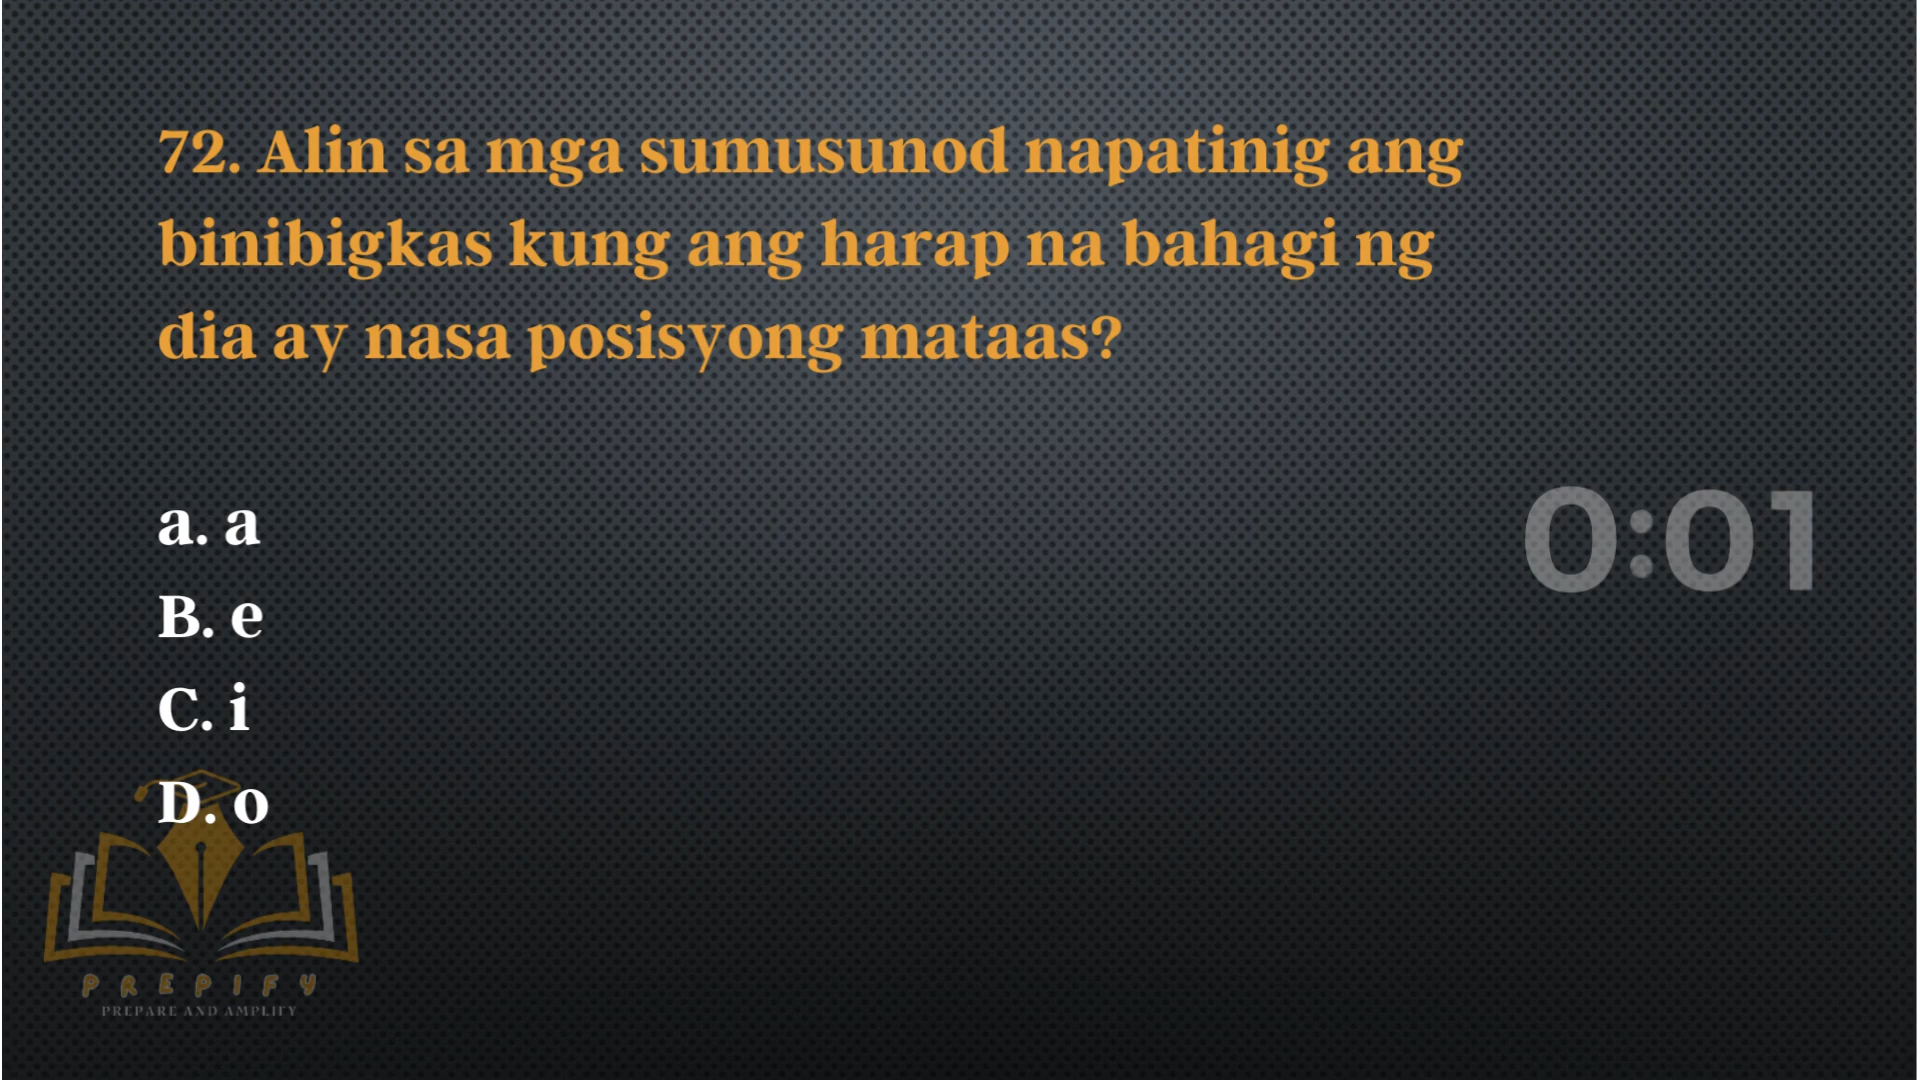 72. Alin sa mga sumusunod napatinig ang
binibigkas kung ang harap na bahagi ng
dia ay nasa posisyong mataas?
a. a
B. e
C. i
D. o
0:01
PREPIFY
PREPARE AND AMPLIFY